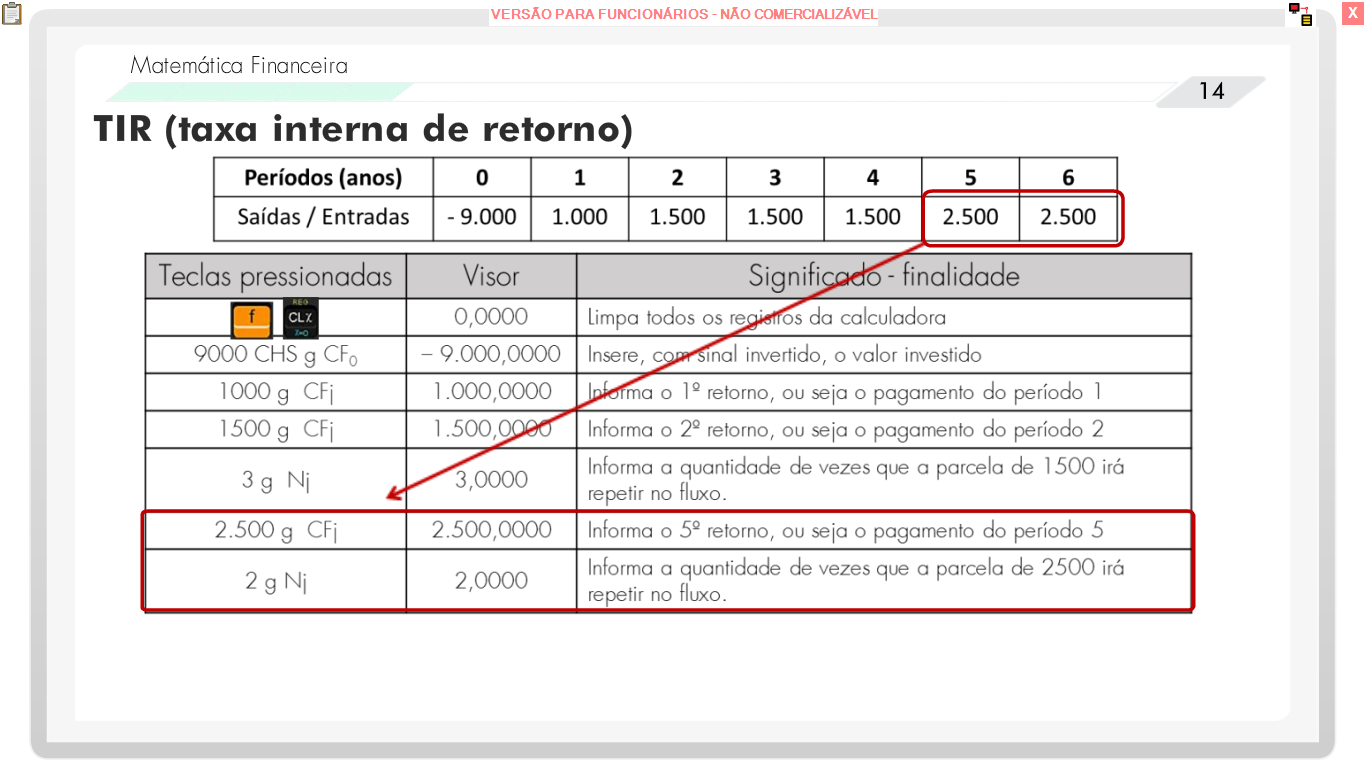 VERSÃO PARA FUNCIONÁRIOS - NÃO COMERCIALIZÁVEL
X
Matemática Financeira
14
TIR (taxa interna de retorno)
Períodos (anos) 0 1 2 3 4 5 6
Saídas / Entradas - 9.000 1.000 1.500 1.500 1.500 2.500 2.500
Teclas pressionadas Visor Significado - finalidade
REG
f CLX 0,0000 Limpa todos os registros da calculadora
X=0
9000 CHS g CF₀ – 9.000,0000 Insere, com sinal invertido, o valor investido
1000 g CFj 1.000,0000 Informa o 1º retorno, ou seja o pagamento do período 1
1500 g CFj 1.500,0000 Informa o 2º retorno, ou seja o pagamento do período 2
3 g Nj 3,0000 Informa a quantidade de vezes que a parcela de 1500 irá
repetir no fluxo.
2.500 g CFj 2.500,0000 Informa o 5º retorno, ou seja o pagamento do período 5
2 g Nj 2,0000 Informa a quantidade de vezes que a parcela de 2500 irá
repetir no fluxo.